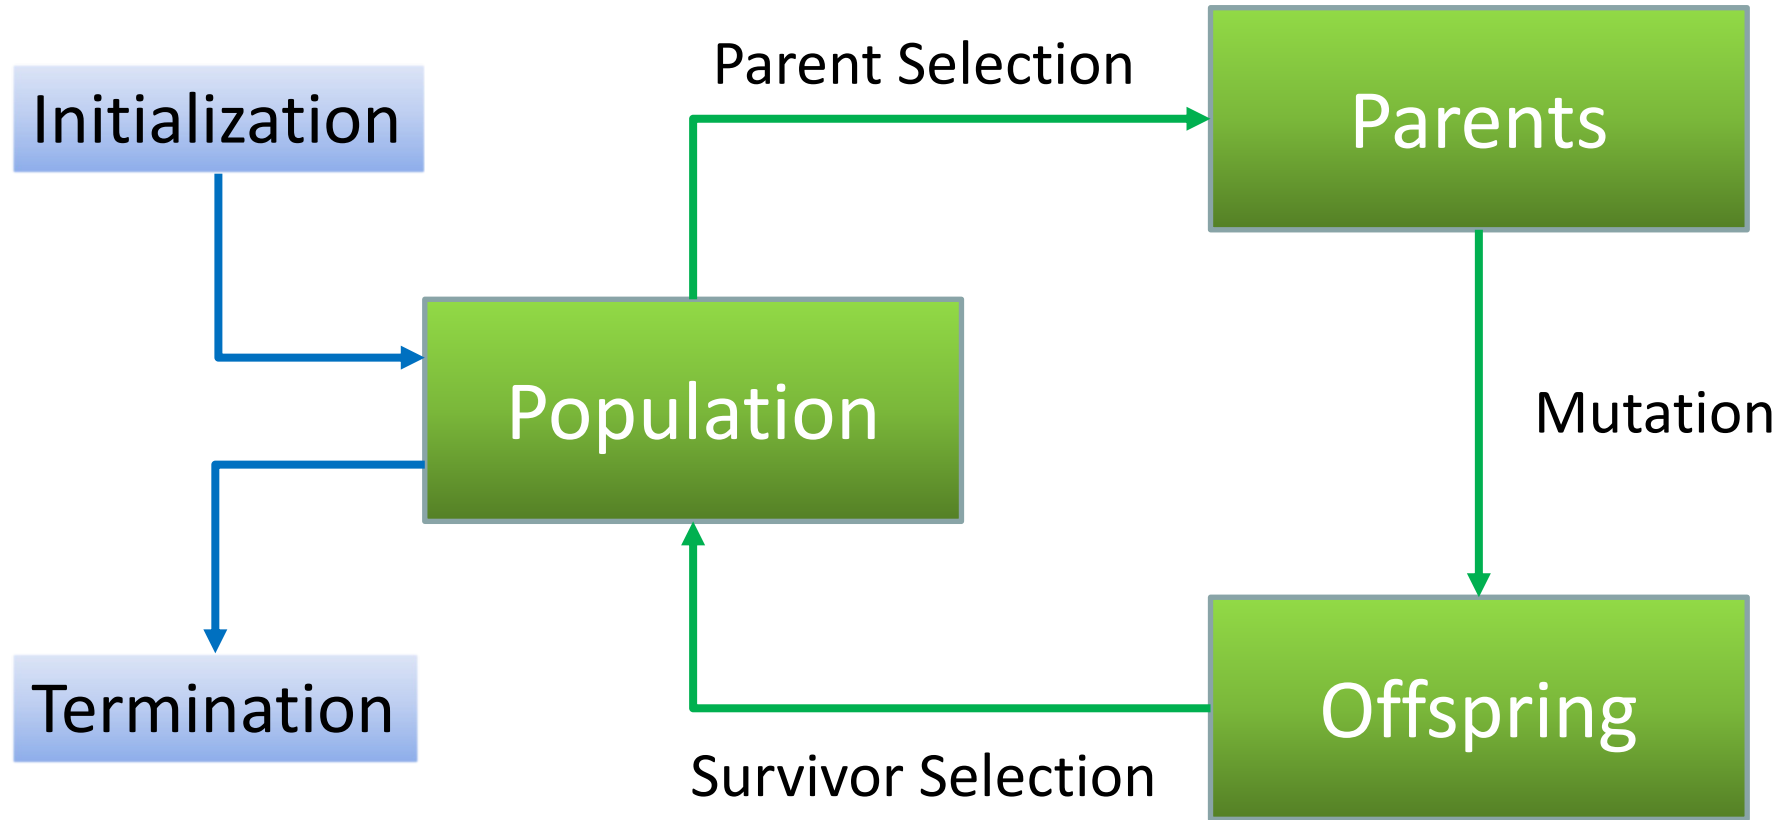 Parent Selection
Initialization
Parents
Population
Mutation
Termination
Offspring
Survivor Selection